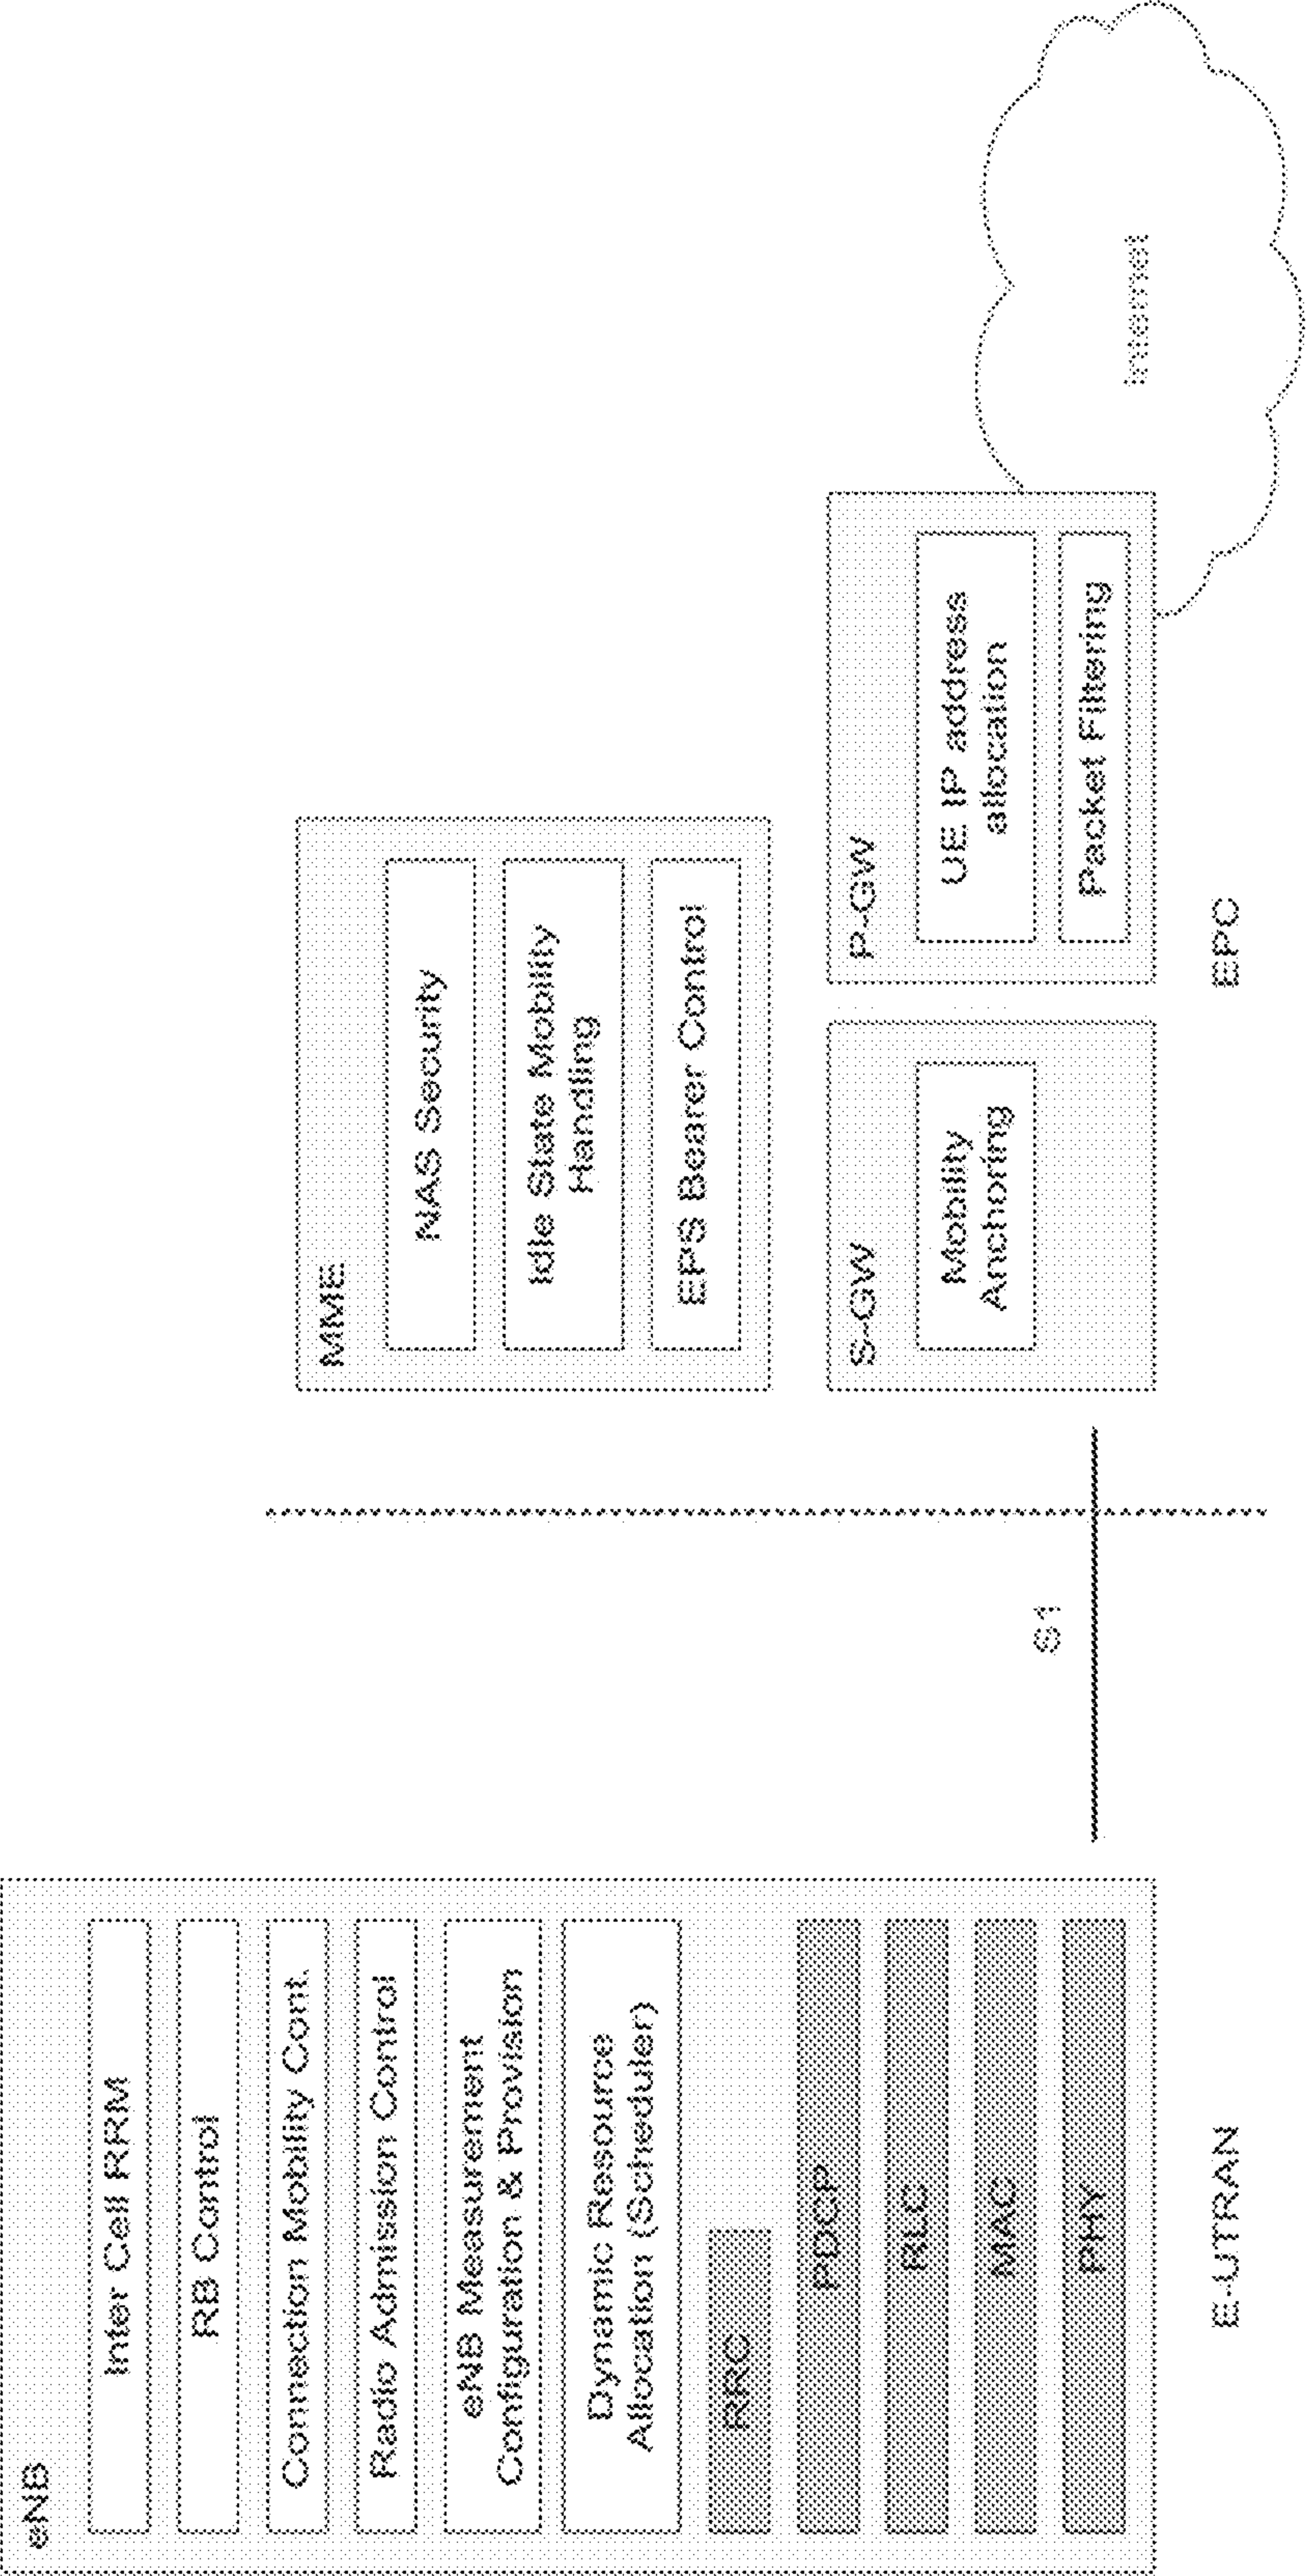 eNB
Inter Cell RRM
RB Control
Connection Mobility Cont.
Radio Admission Control
eNB Measurement
Configuration & Provision
Dynamic Resource
Allocation (Scheduler)
RRC
PDCP
RLC
MAC
PHY
E-UTRAN
S1
MME
NAS Security
Idle State Mobility
Handling
EPS Bearer Control
S-GW
Mobility
Anchoring
P-GW
UE IP address
allocation
Packet Filtering
EPC
internet